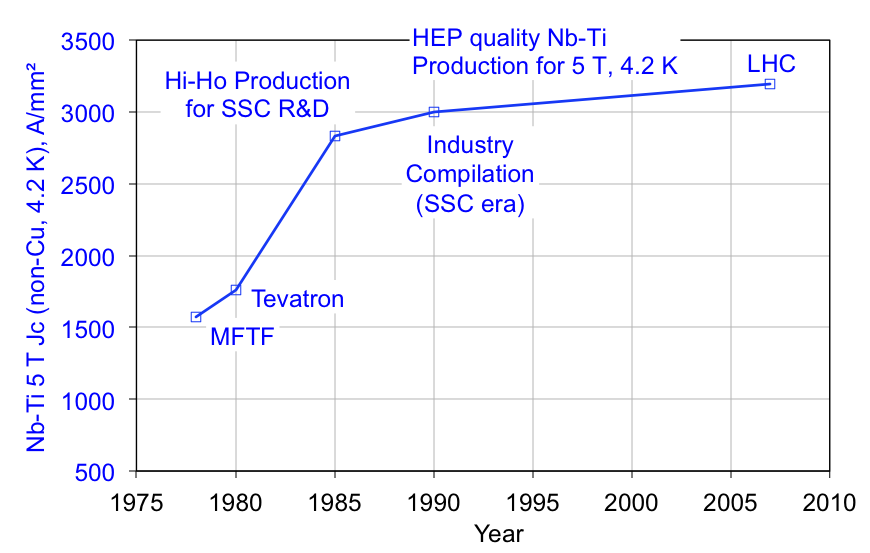 HEP quality Nb-Ti
Production for 5 T, 4.2 K
LHC
Hi-Ho Production
for SSC R&D
Industry
Compilation
(SSC era)
Tevatron
MFTF
Nb-Ti 5 T Jc (non-Cu, 4.2 K), A/mm²
3500
3000
2500
2000
1500
1000
500
1975 1980 1985 1990 1995 2000 2005 2010
Year